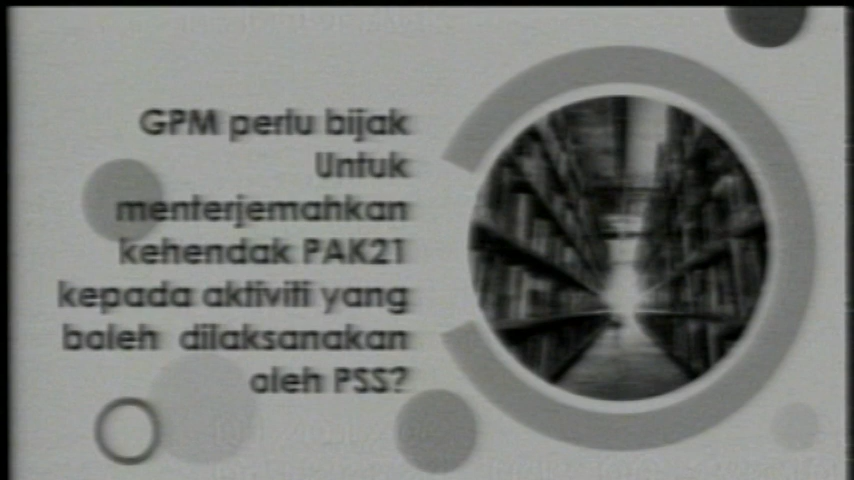 GPM perlu bijak
Untuk
menterjemahkan
kehendak PAK21
kepada aktiviti yang
boleh dilaksanakan
oleh PSS?